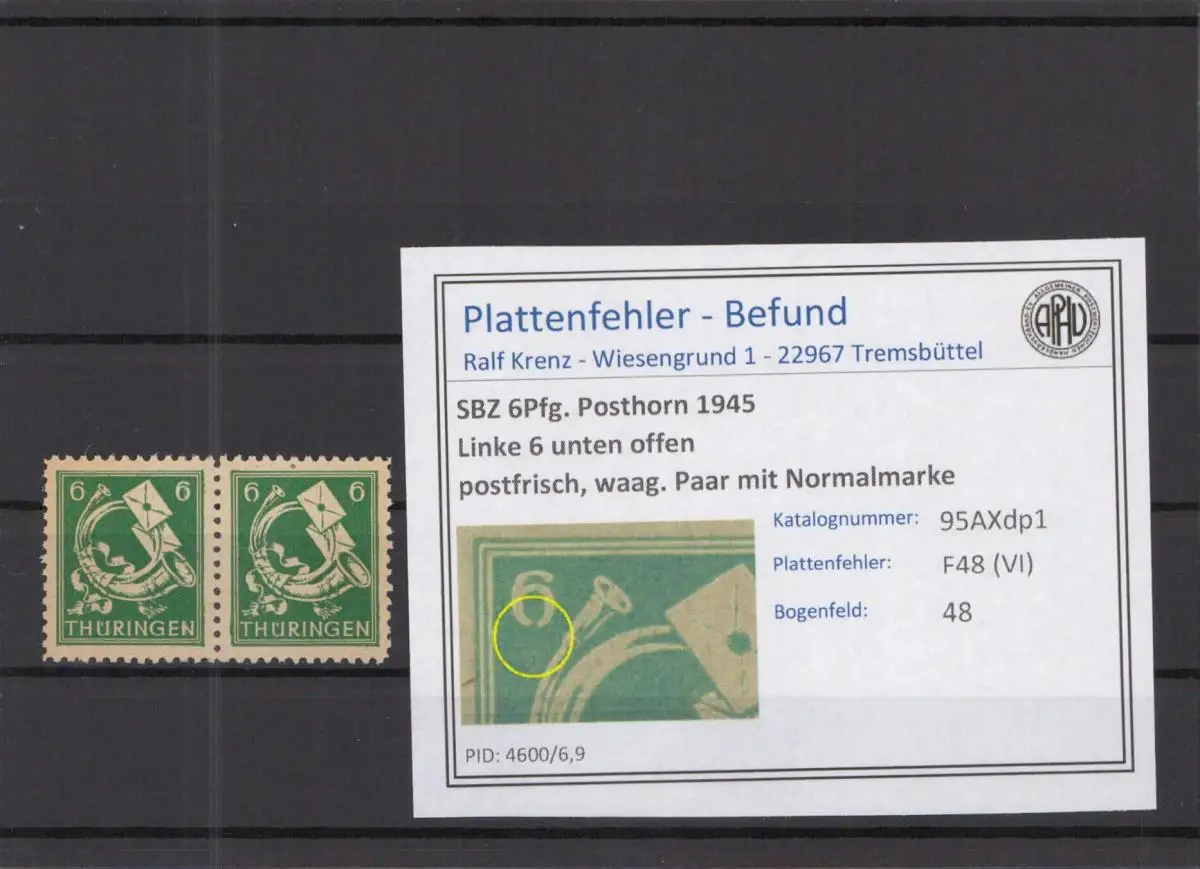 6 6 6 6
THÜRINGEN THÜRINGEN
Plattenfehler - Befund
APHV
Ralf Krenz - Wiesengrund 1 - 22967 Tremsbüttel
SBZ 6Pfg. Posthorn 1945
Linke 6 unten offen
postfrisch, waag. Paar mit Normalmarke
6
Katalognummer: 95AXdp1
Plattenfehler: F48 (VI)
Bogenfeld: 48
PID: 4600/6,9